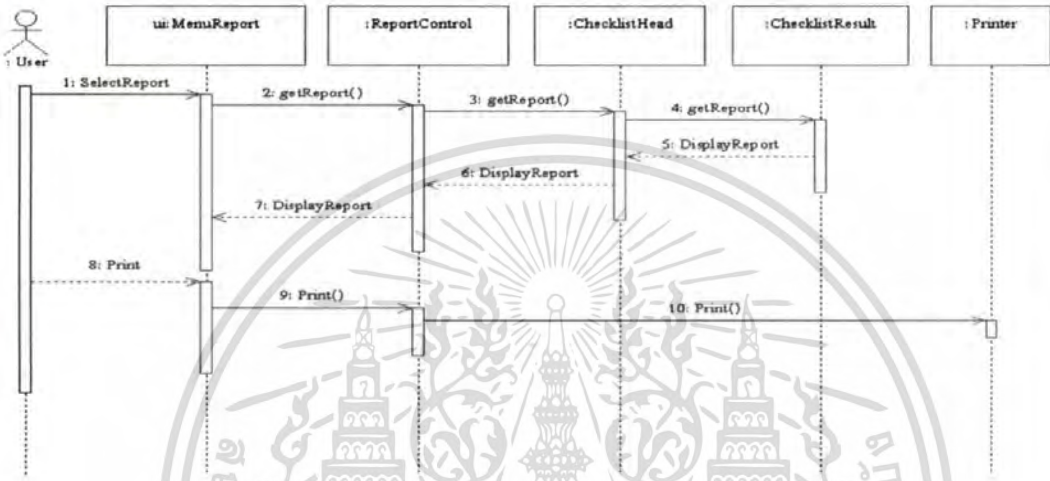 ui:MenuReport
:ReportControl
:ChecklistHead
:ChecklistResult
:Printer
: User
1: SelectReport
2: getReport()
3: getReport()
4: getReport()
5: DisplayReport
6: DisplayReport
7: DisplayReport
8: Print
9: Print()
10: Print()